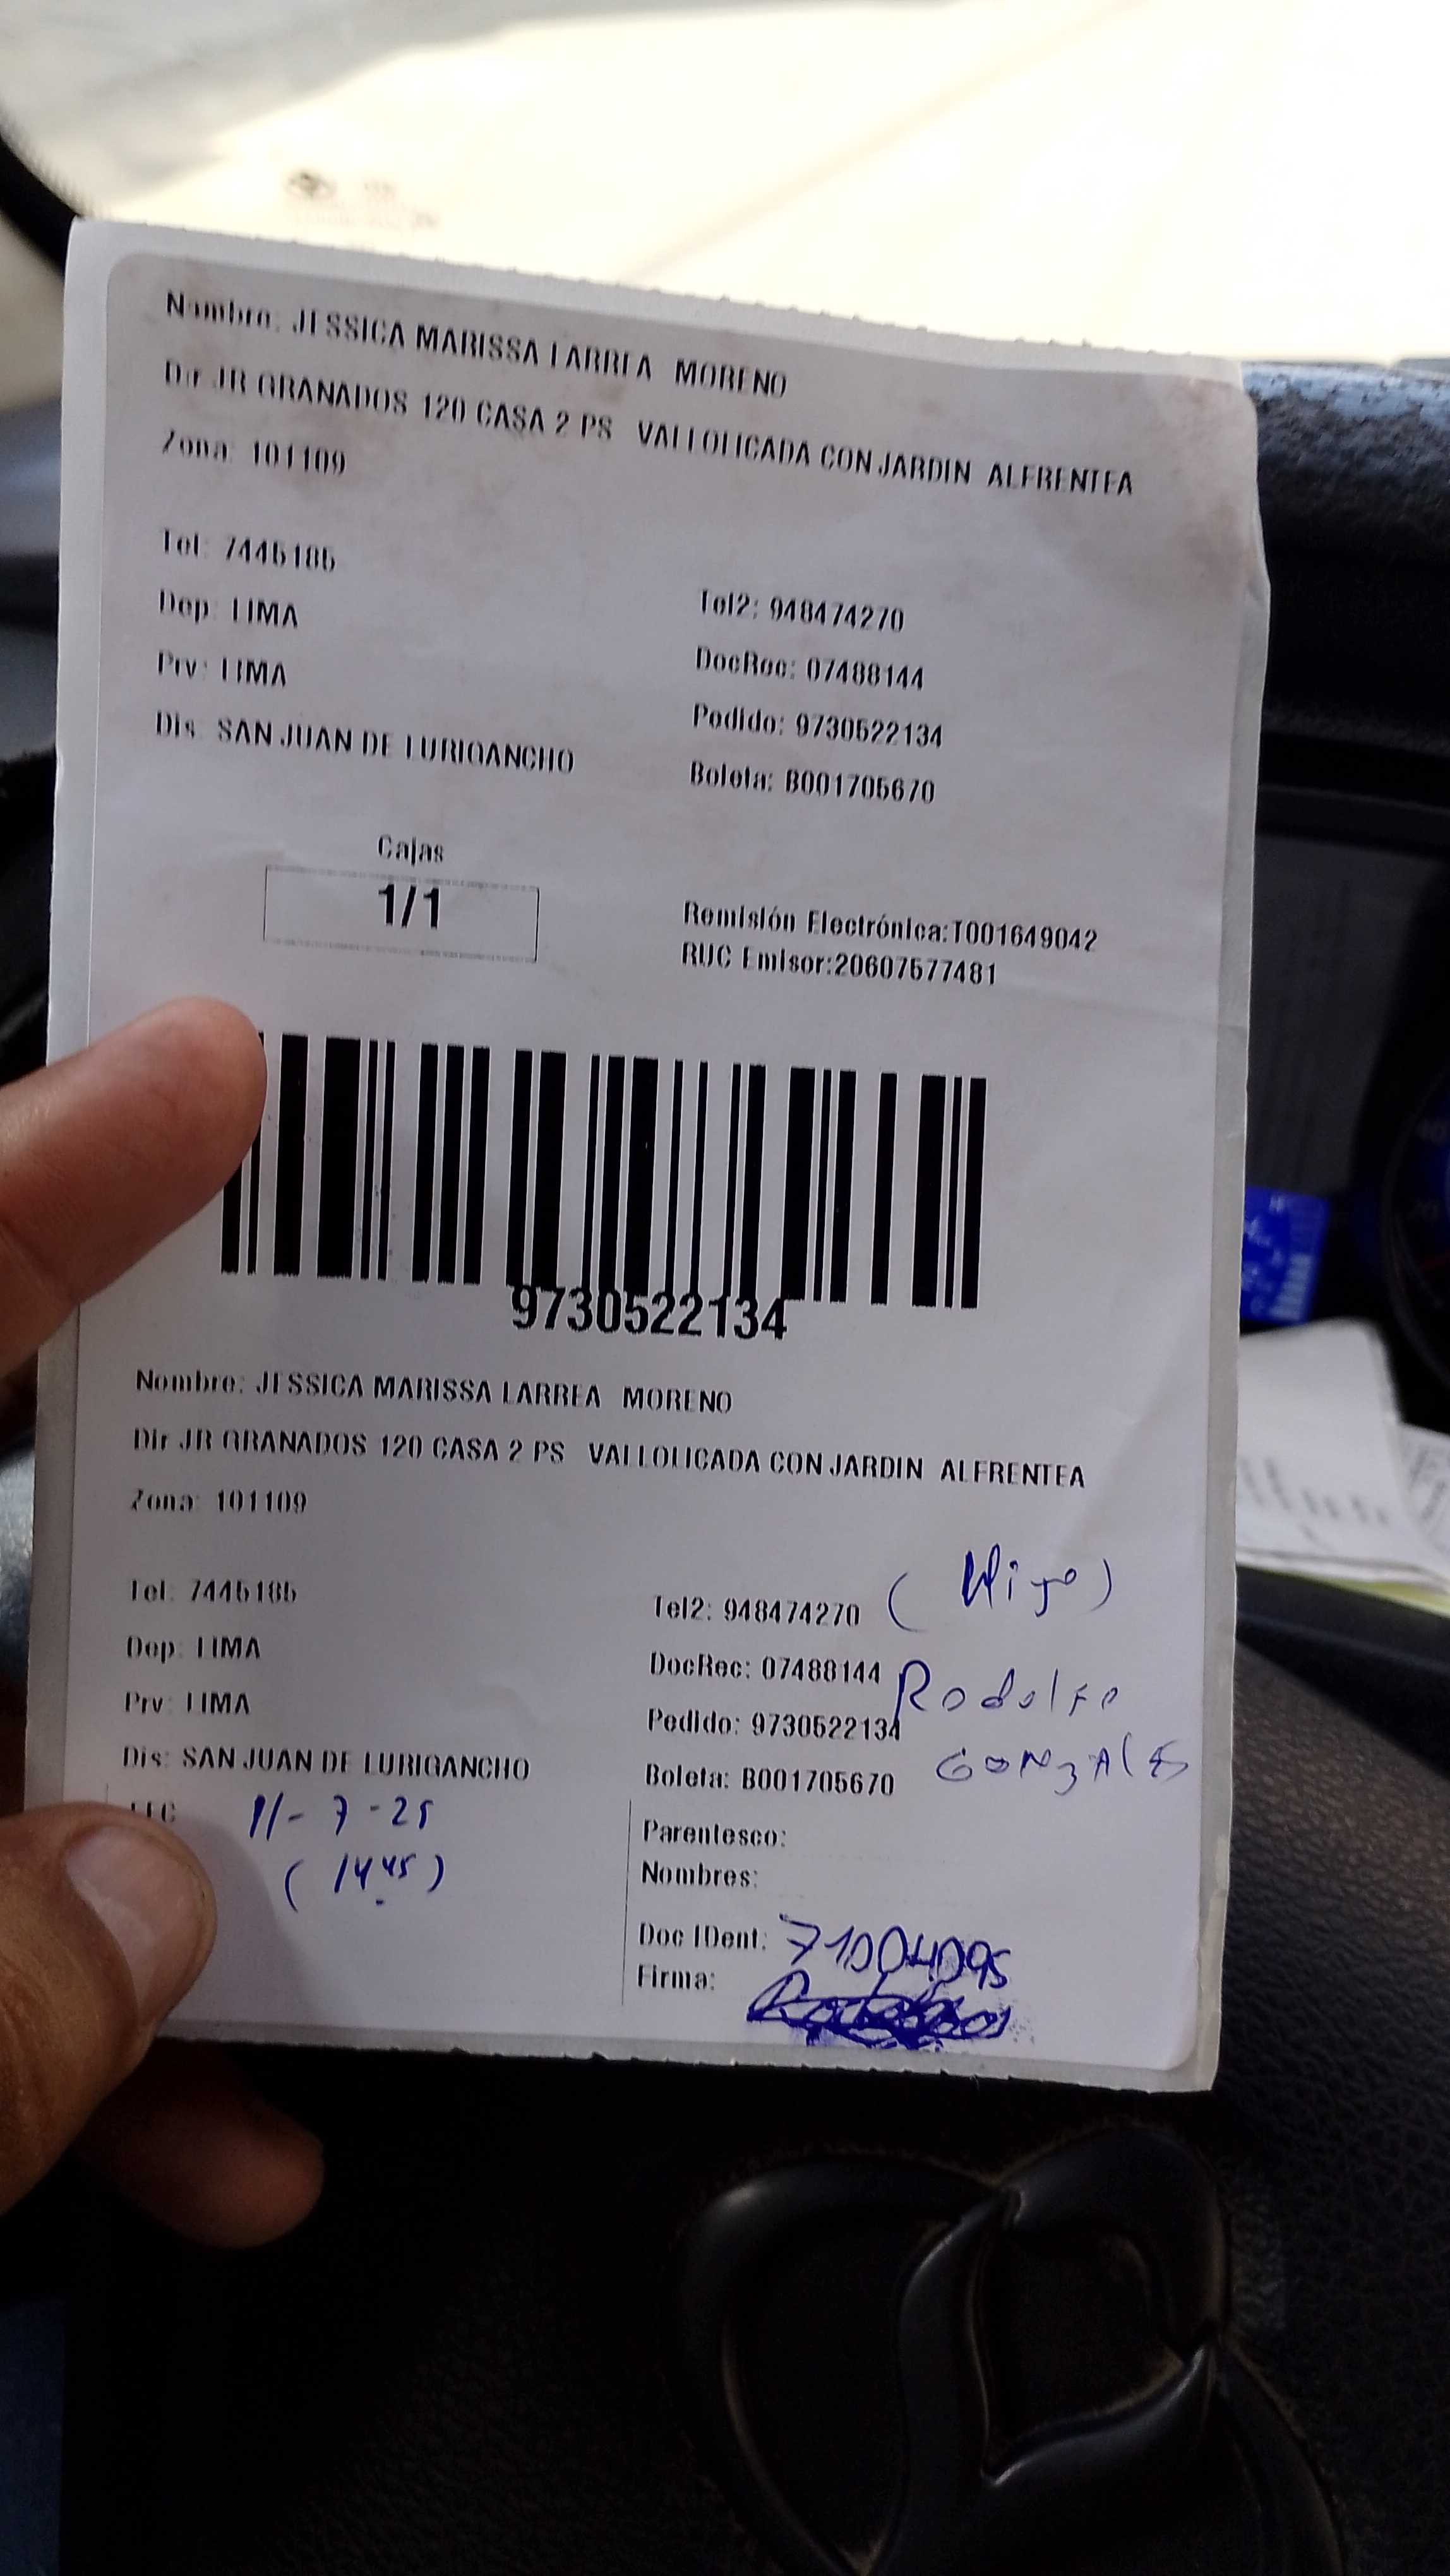 Nombre: JESSICA MARISSA LARREA MORENO
Dir JR GRANADOS 120 CASA 2 PS VALLOLICADA CON JARDIN ALFRENTEA
Zona: 101109
Tel: 7445185
Tel2: 948474270
Dep: LIMA
DocRec: 07488144
Prv: LIMA
Pedido: 9730522134
Dis: SAN JUAN DE LURIGANCHO
Boleta: B001705670
Cajas
1/1
Remisión Electrónica:T001649042
RUC Emisor:20607577481
9730522134
Nombre: JESSICA MARISSA LARREA MORENO
Dir JR GRANADOS 120 CASA 2 PS VALLOLICADA CON JARDIN ALFRENTEA
Zona: 101109
Tel: 7445185
Tel2: 948474270 (Hijo)
Dep: LIMA
DocRec: 07488144 Rodolfo
Prv: LIMA
Pedido: 9730522134
Dis: SAN JUAN DE LURIGANCHO
Boleta: B001705670 Gonzales
11-7-25
(14:45)
Parentesco:
Nombres:
Doc IDent: 71004095
Firma: